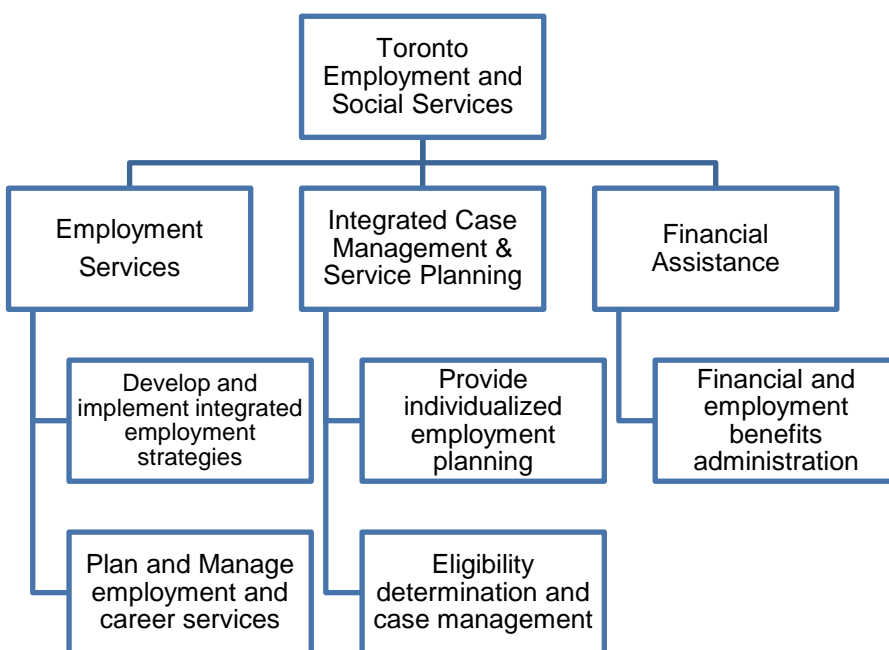 Toronto
Employment and
Social Services
Employment
Services
Integrated Case
Management &
Service Planning
Financial
Assistance
Develop and
implement integrated
employment
strategies
Provide
individualized
employment
planning
Financial and
employment
benefits
administration
Plan and Manage
employment and
career services
Eligibility
determination and
case management